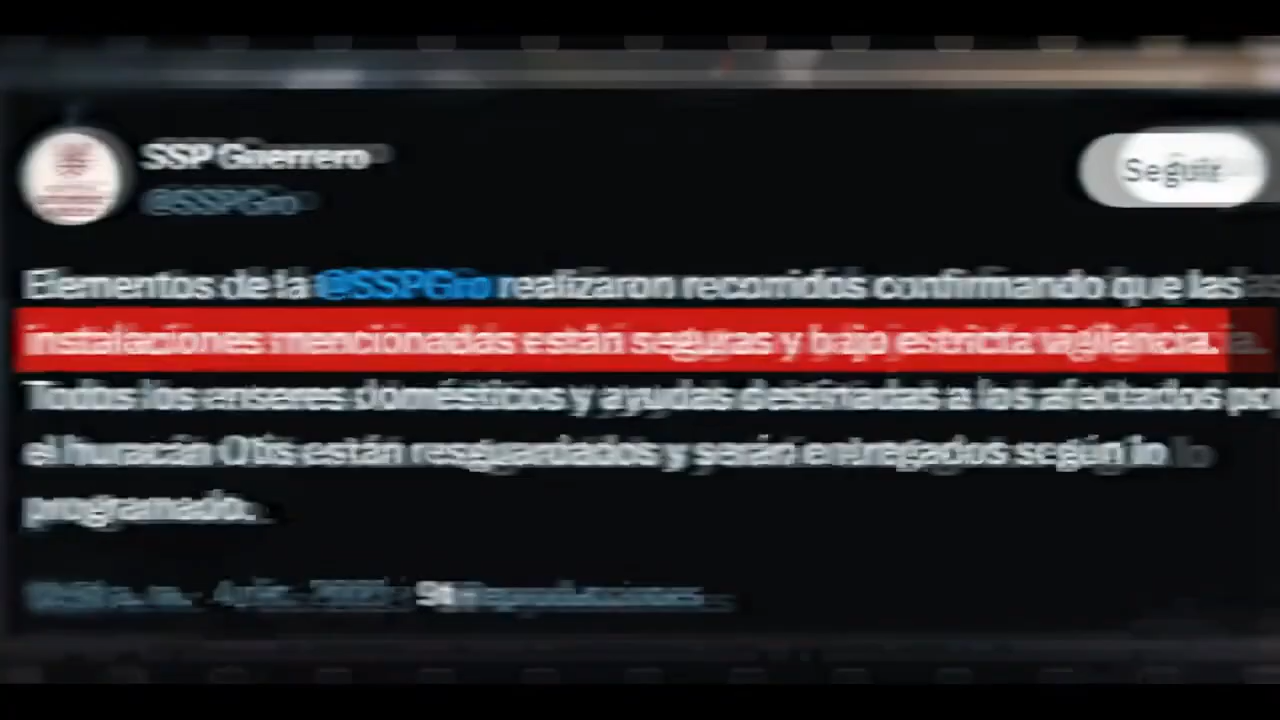 SSP Guerrero
@SSPGro
Seguir
Elementos de la @SSPGro realizaron recorridos confirmando que las
instalaciones mencionadas están seguras y bajo estricta vigilancia.
Todos los enseres domésticos y ayudas destinadas a los afectados por
el huracán Otis están resguardados y serán entregados según lo
programado.